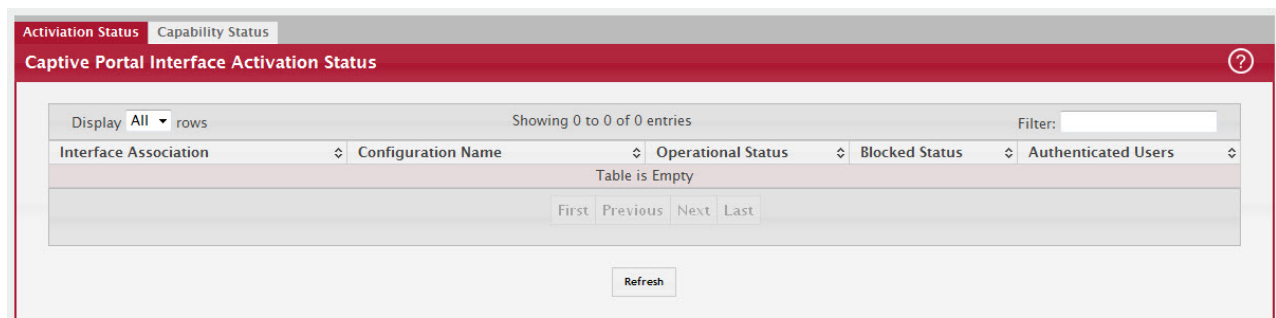 Activiation Status Capability Status
Captive Portal Interface Activation Status ?
Display All rows Showing 0 to 0 of 0 entries Filter:
Interface Association Configuration Name Operational Status Blocked Status Authenticated Users
Table is Empty
First Previous Next Last
Refresh